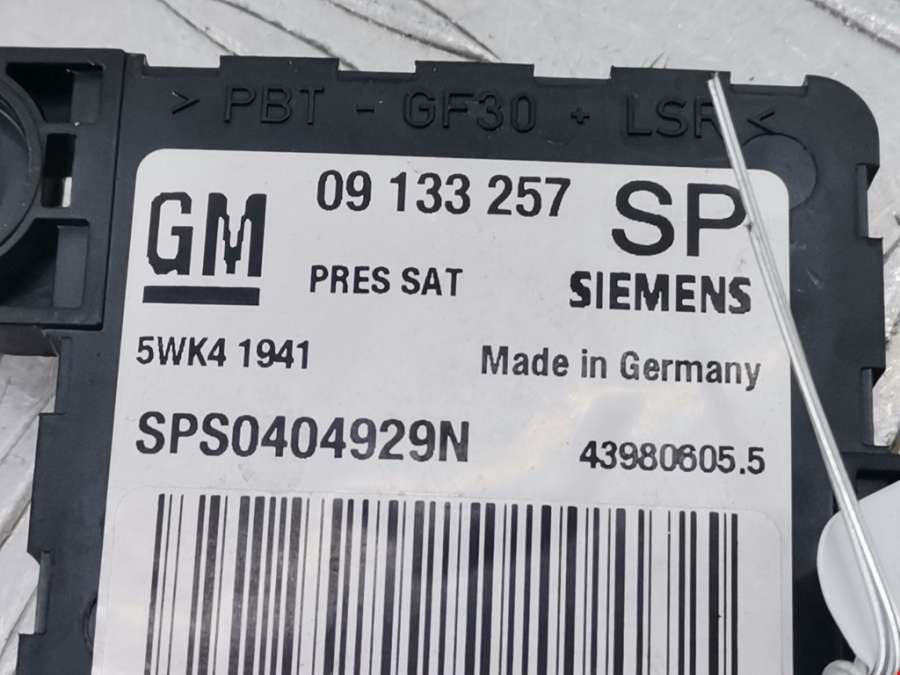 > PBT - GF30 + LSR <
GM 09 133 257 SP
PRES SAT SIEMENS
5WK4 1941 Made in Germany
SPS0404929N 43980605.5